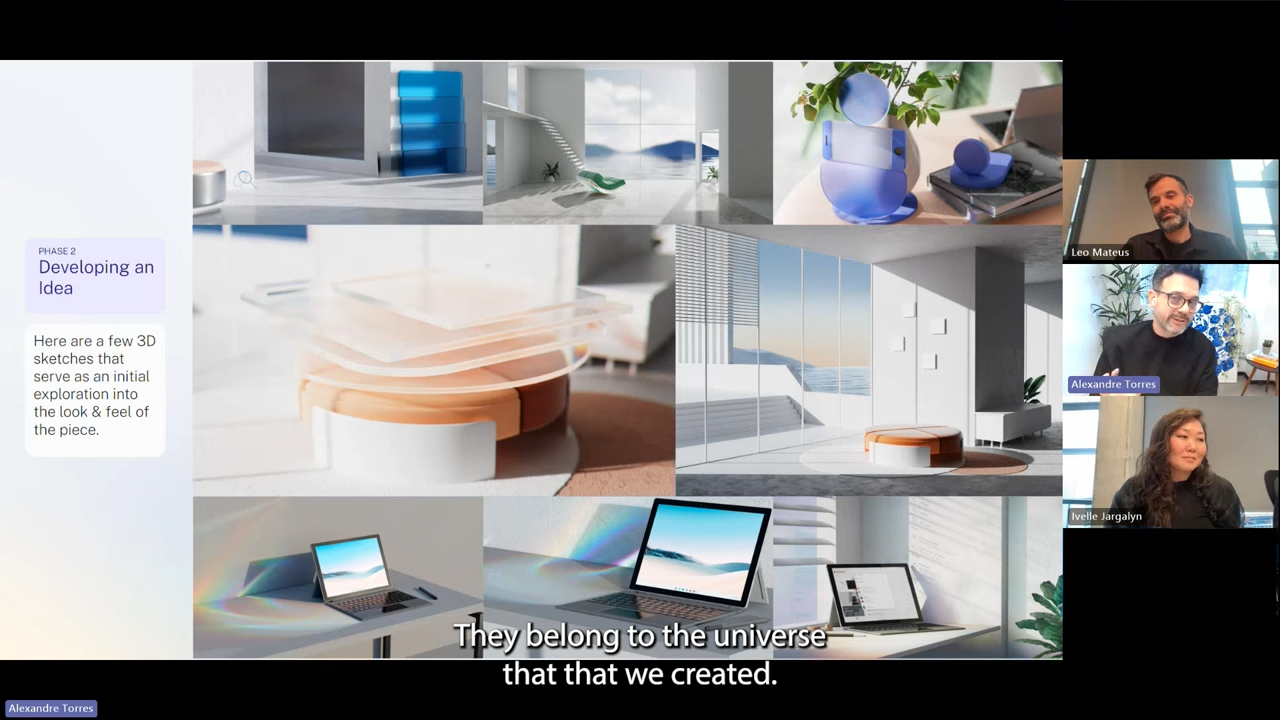 PHASE 2
Developing an
Idea
Here are a few 3D
sketches that
serve as an initial
exploration into
the look & feel of
the piece.
Leo Mateus
Alexandre Torres
Ivelle Jargalyn
They belong to the universe
that that we created.
Alexandre Torres